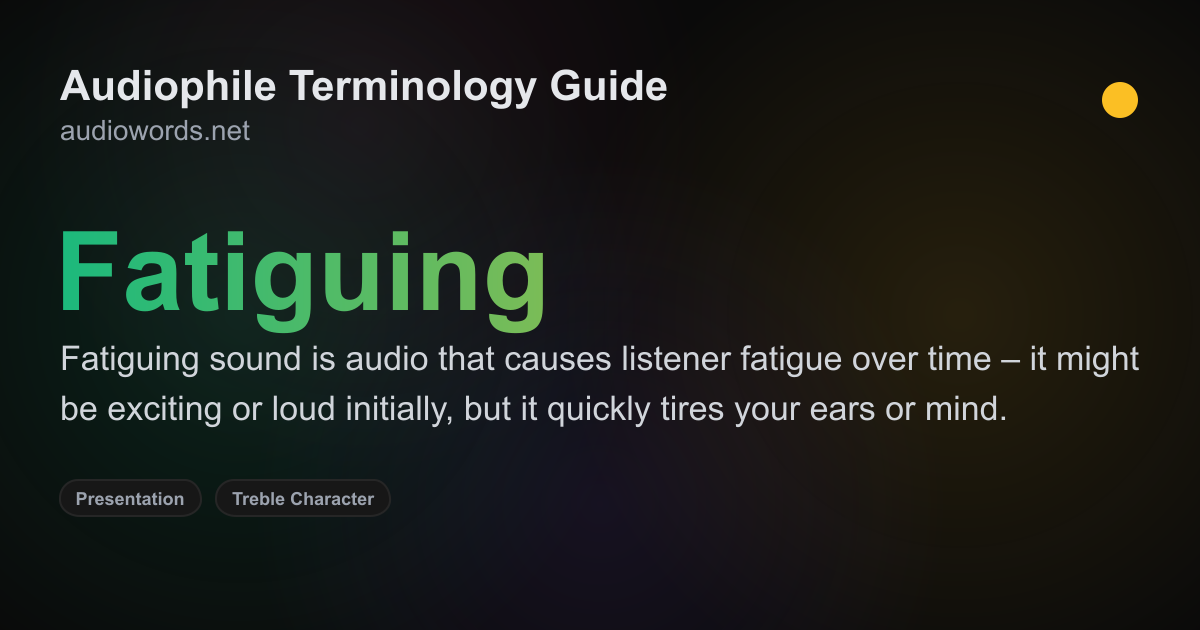 Audiophile Terminology Guide
audiowords.net
Fatiguing
Fatiguing sound is audio that causes listener fatigue over time – it might
be exciting or loud initially, but it quickly tires your ears or mind.
Presentation
Treble Character